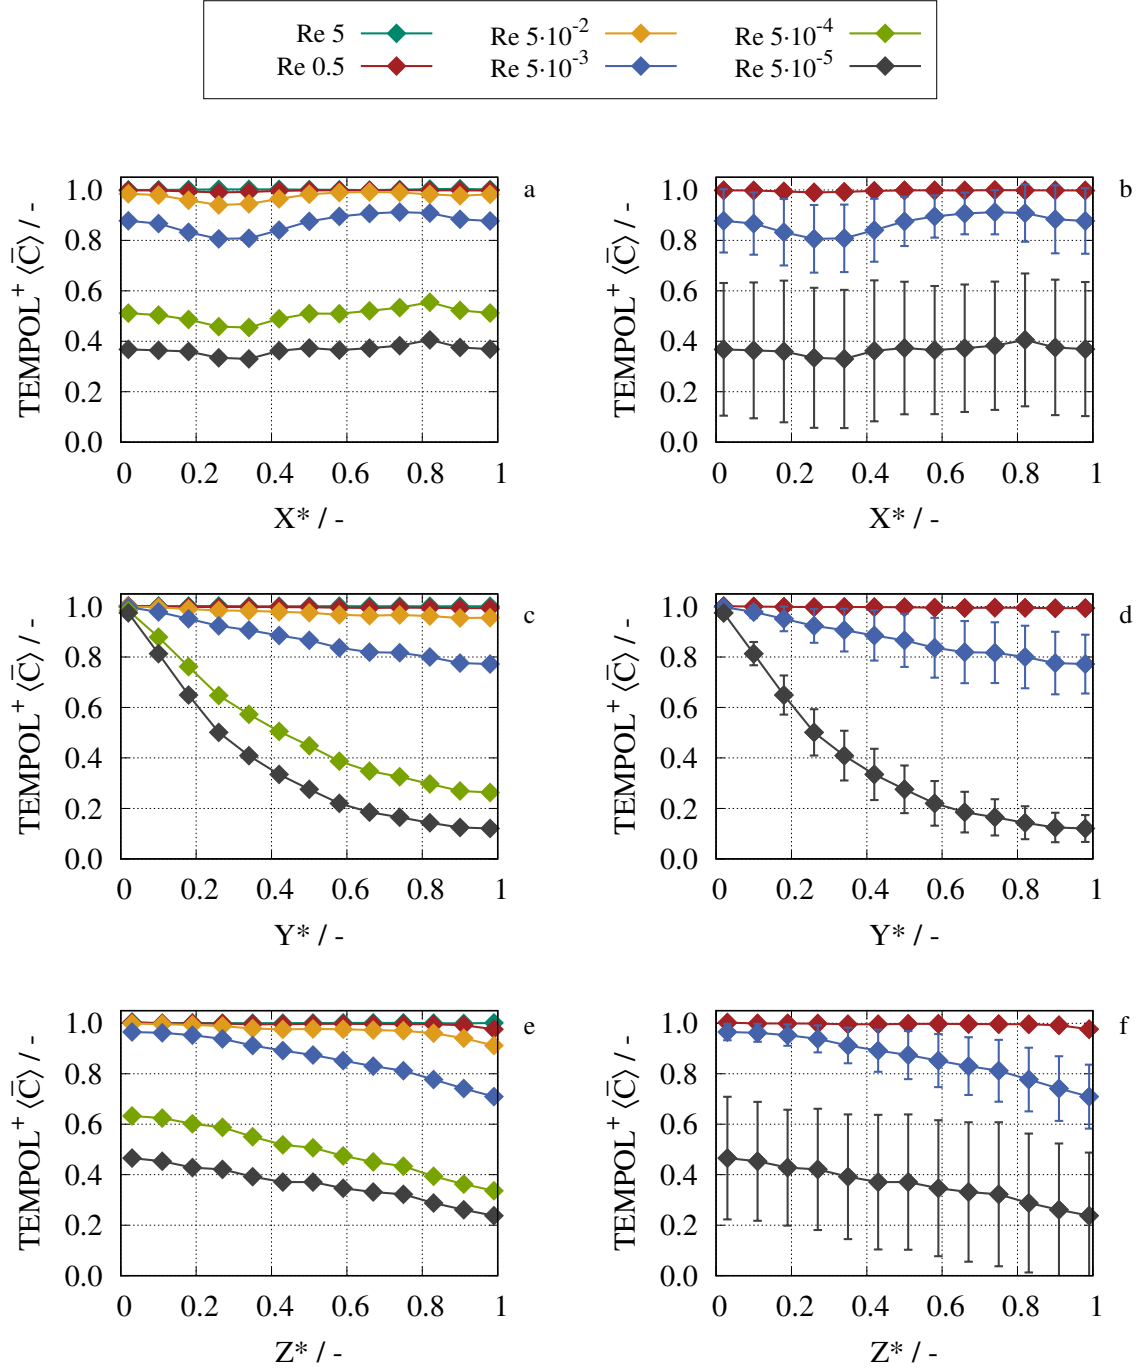 Re 5
Re 0.5
Re 5·10⁻²
Re 5·10⁻³
Re 5·10⁻⁴
Re 5·10⁻⁵
a
TEMPOL⁺ ⟨C̅⟩ / -
1.0
0.8
0.6
0.4
0.2
0.0
0 0.2 0.4 0.6 0.8 1
X* / -
b
TEMPOL⁺ ⟨C̅⟩ / -
1.0
0.8
0.6
0.4
0.2
0.0
0 0.2 0.4 0.6 0.8 1
X* / -
c
TEMPOL⁺ ⟨C̅⟩ / -
1.0
0.8
0.6
0.4
0.2
0.0
0 0.2 0.4 0.6 0.8 1
Y* / -
d
TEMPOL⁺ ⟨C̅⟩ / -
1.0
0.8
0.6
0.4
0.2
0.0
0 0.2 0.4 0.6 0.8 1
Y* / -
e
TEMPOL⁺ ⟨C̅⟩ / -
1.0
0.8
0.6
0.4
0.2
0.0
0 0.2 0.4 0.6 0.8 1
Z* / -
f
TEMPOL⁺ ⟨C̅⟩ / -
1.0
0.8
0.6
0.4
0.2
0.0
0 0.2 0.4 0.6 0.8 1
Z* / -